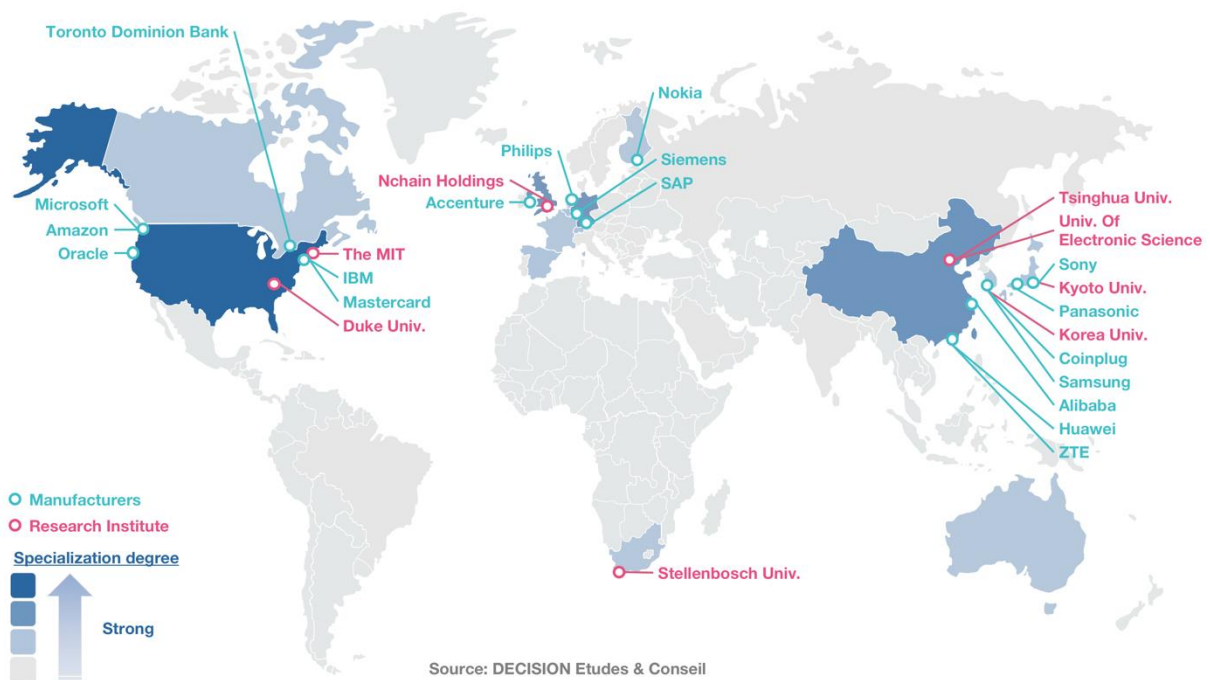 Toronto Dominion Bank
Nokia
Philips
Siemens
Nchain Holdings
SAP
Accenture
Tsinghua Univ.
Microsoft
Univ. Of
Electronic Science
Amazon
Oracle
The MIT
Sony
IBM
Kyoto Univ.
Mastercard
Panasonic
Duke Univ.
Korea Univ.
Coinplug
Samsung
Alibaba
Huawei
ZTE
Manufacturers
Research Institute
Specialization degree
Stellenbosch Univ.
Strong
Source: DECISION Etudes & Conseil